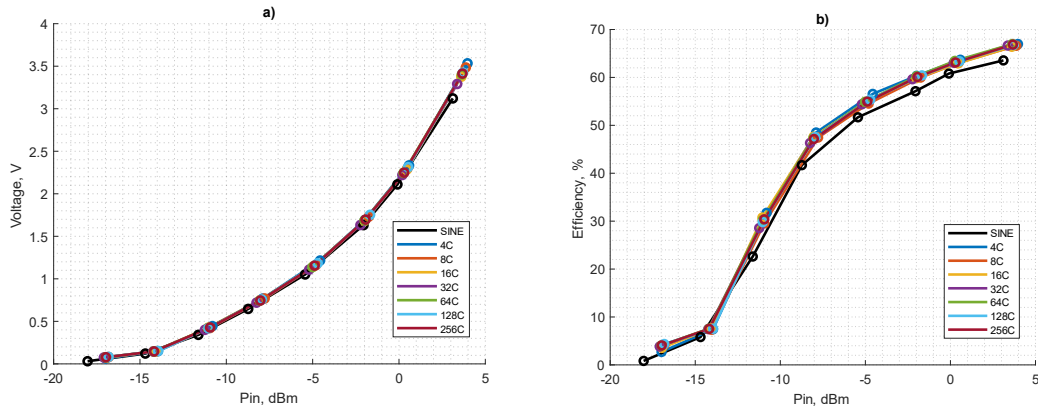 a)
4
3.5
3
2.5
2
1.5
1
0.5
0
Voltage, V
-20
-15
-10
-5
0
5
Pin, dBm
SINE
4C
8C
16C
32C
64C
128C
256C
b)
70
60
50
40
30
20
10
0
Efficiency, %
-20
-15
-10
-5
0
5
Pin, dBm
SINE
4C
8C
16C
32C
64C
128C
256C